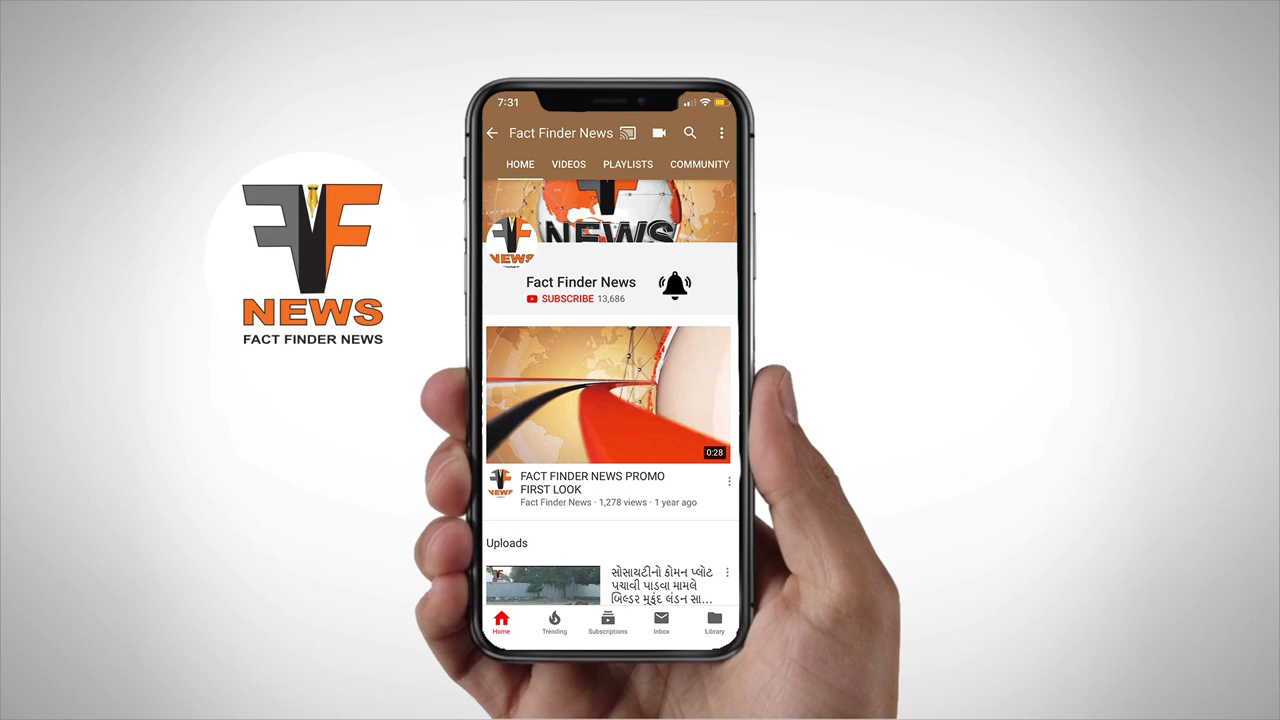 NEWS
FACT FINDER NEWS
7:31
Fact Finder News
HOME VIDEOS PLAYLISTS COMMUNITY
NEWS
NEWS
Fact Finder News
SUBSCRIBE 13,686
0:28
FACT FINDER NEWS PROMO
FIRST LOOK
NEWS
Fact Finder News · 1,278 views · 1 year ago
Uploads
સોસાયટીનો કોમન પ્લોટ
પચાવી પાડવા મામલે
બિલ્ડર મુકુંદ લંડન સા...
Home Trending Subscriptions Inbox Library